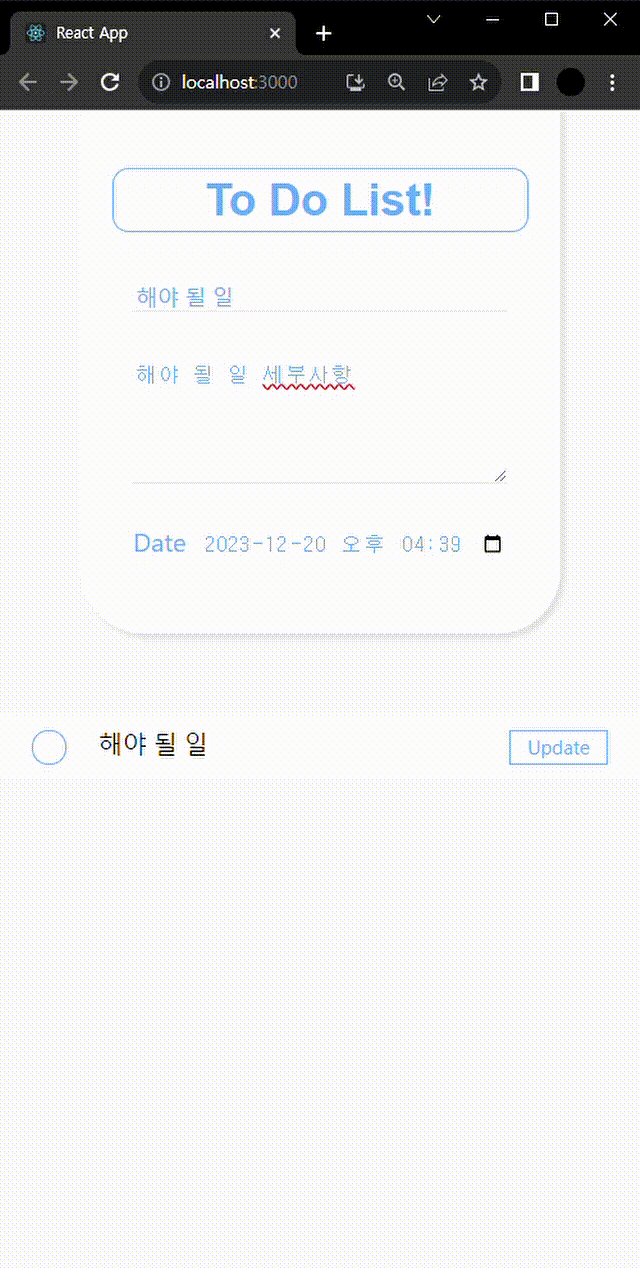 React App
localhost:3000
To Do List!
해야 될 일
해야 될 일 세부사항
Date 2023-12-20 오후 04:39
해야 될 일 Update